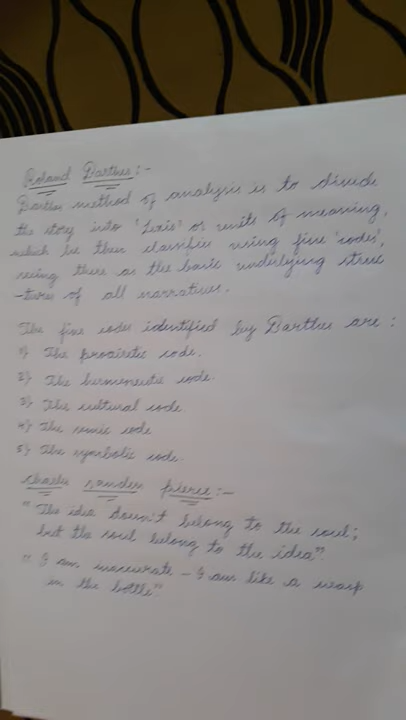 Roland Barthes :-
Barthes method of analysis is to divide
the story into 'Lexis' or units of meaning,
which he then classifies using five 'codes',
seeing these as the basic underlying struc
-tures of all narratives.
The five codes identified by Barthes are :
1) The proairetic code.
2) The hermeneutic code.
3) The cultural code.
4) The semic code
5) The symbolic code.
Charles Sanders Pierce :-
"The idea doesn't belong to the soul;
but the soul belong to the idea".
"I am inaccurate - I am like a wasp
in the bottle".